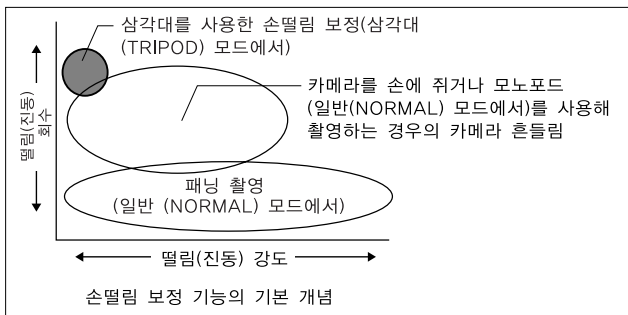 삼각대를 사용한 손떨림 보정(삼각대
(TRIPOD) 모드에서)
카메라를 손에 쥐거나 모노포드
(일반(NORMAL) 모드에서)를 사용해
촬영하는 경우의 카메라 흔들림
떨림(진동)
회수
패닝 촬영
(일반 (NORMAL) 모드에서)
떨림(진동) 강도
손떨림 보정 기능의 기본 개념